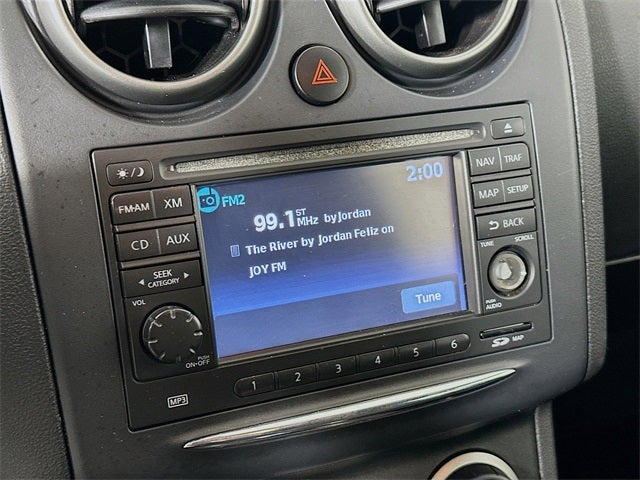 FM2
2:00
99.1 ST MHz byJordan
The River by Jordan Feliz on
JOY FM
Tune
FM•AM
XM
CD
AUX
SEEK
CATEGORY
VOL
PUSH
ON•OFF
MP3
1 2 3 4 5 6
NAV
TRAF
MAP
SETUP
BACK
TUNE
SCROLL
PUSH
AUDIO
SD MAP